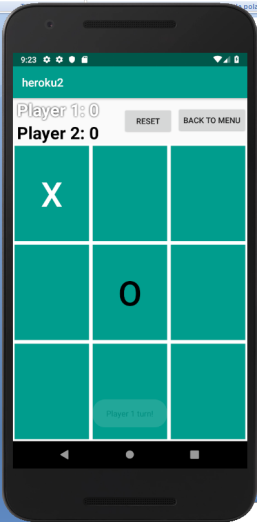 9:23
heroku2
Player 1: 0
Player 2: 0
RESET
BACK TO MENU
X
O
Player 1 turn!